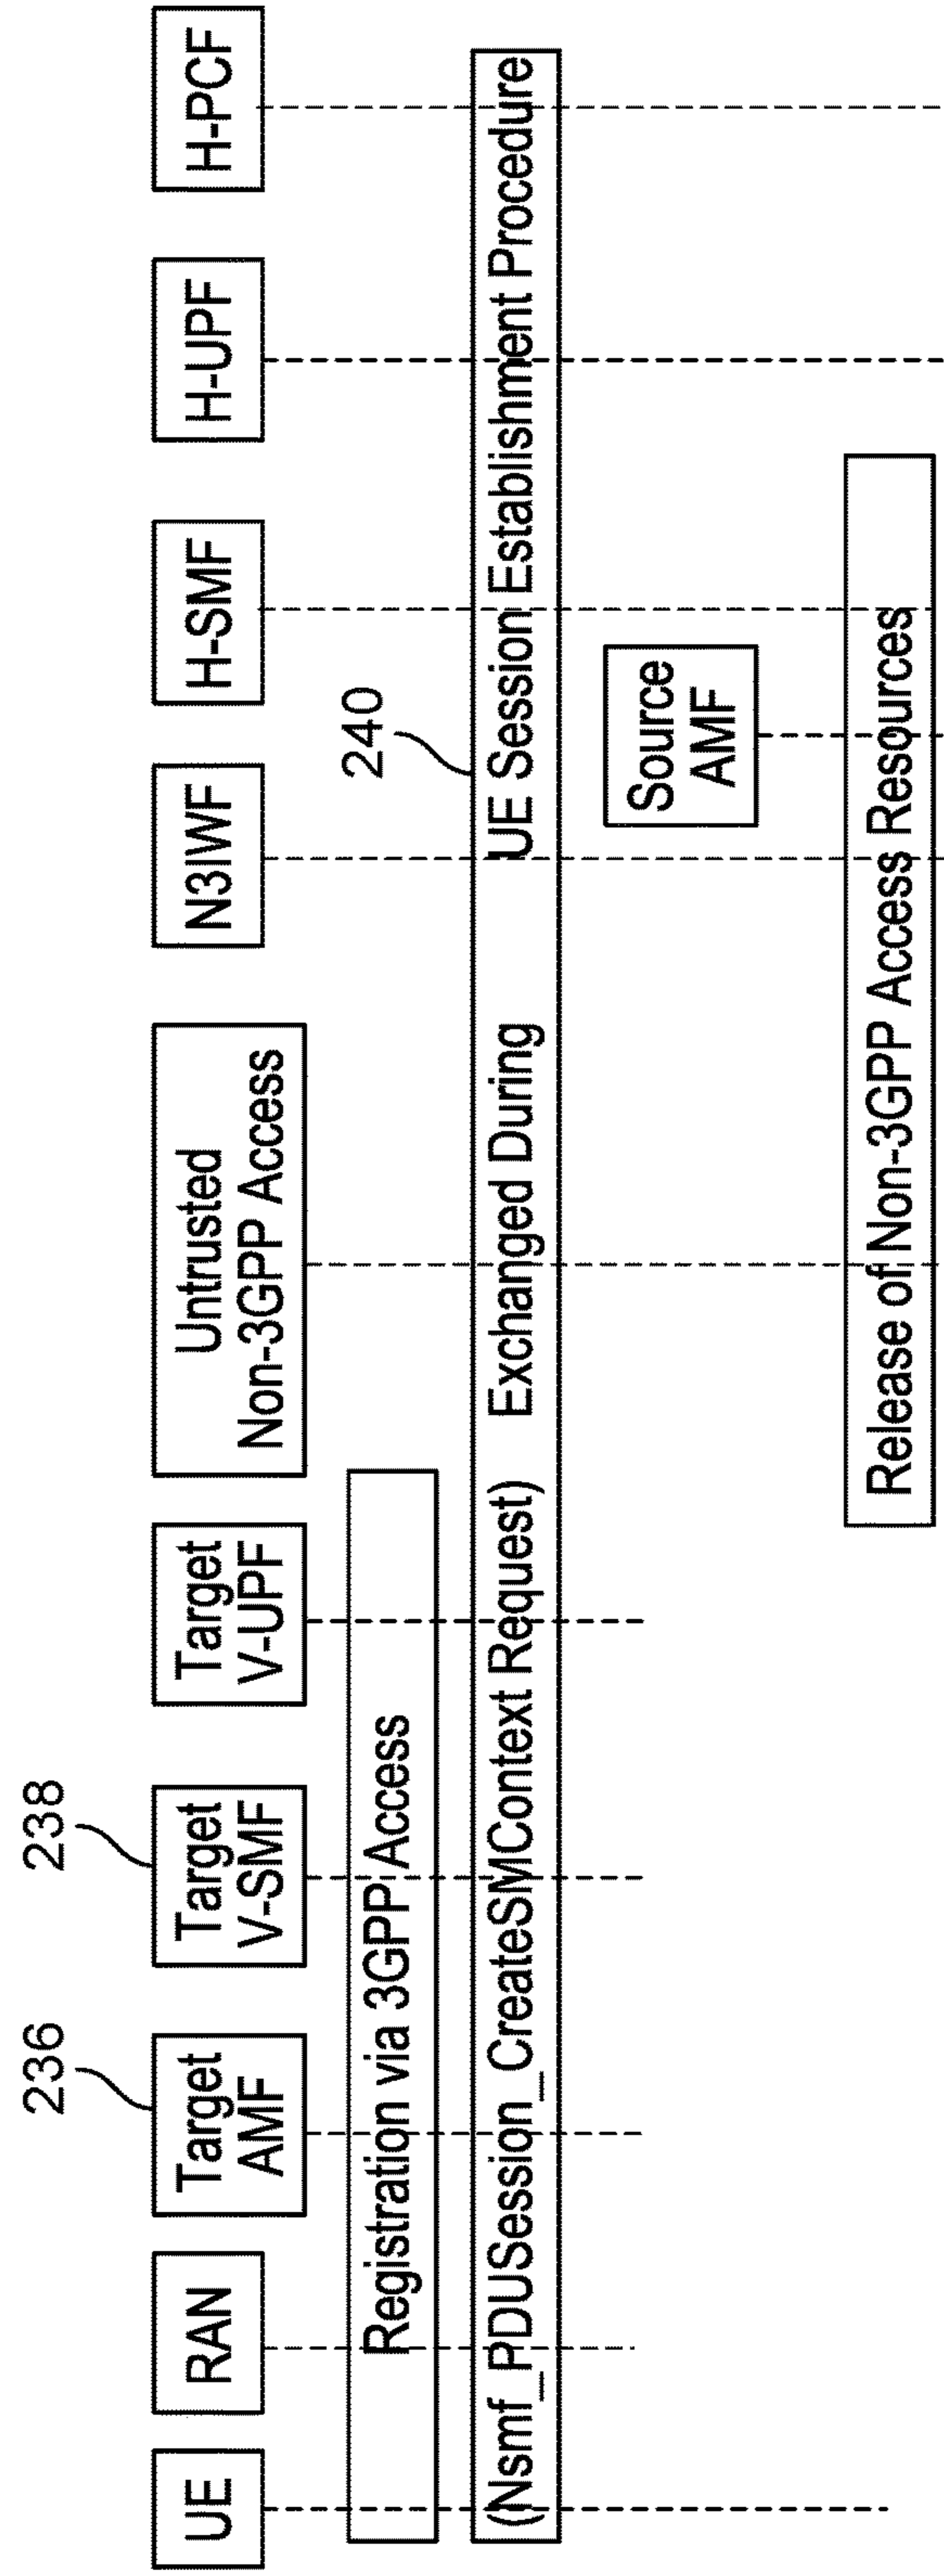 236
238
UE
RAN
Target
AMF
Target
V-SMF
Target
V-UPF
Untrusted
Non-3GPP Access
N3IWF
H-SMF
H-UPF
H-PCF
Registration via 3GPP Access
240
(Nsmf_PDUSession_CreateSMContext Request) Exchanged During UE Session Establishment Procedure
Source
AMF
Release of Non-3GPP Access Resources